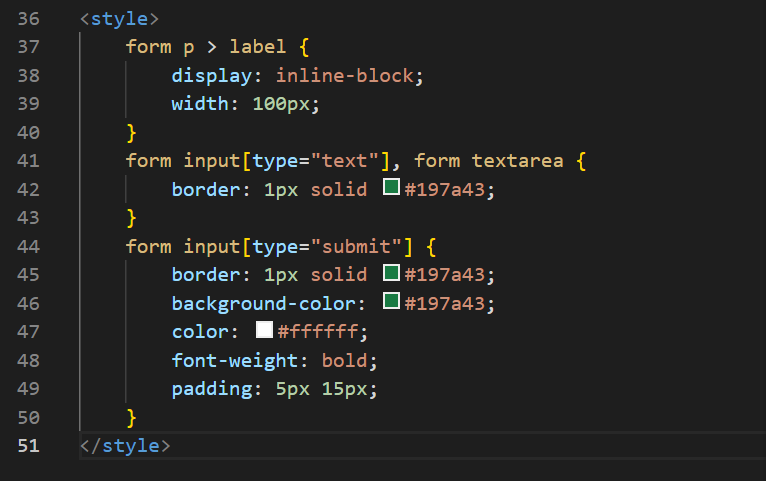 36 <style>
37     form p > label {
38         display: inline-block;
39         width: 100px;
40     }
41     form input[type="text"], form textarea {
42         border: 1px solid #197a43;
43     }
44     form input[type="submit"] {
45         border: 1px solid #197a43;
46         background-color: #197a43;
47         color: #ffffff;
48         font-weight: bold;
49         padding: 5px 15px;
50     }
51 </style>